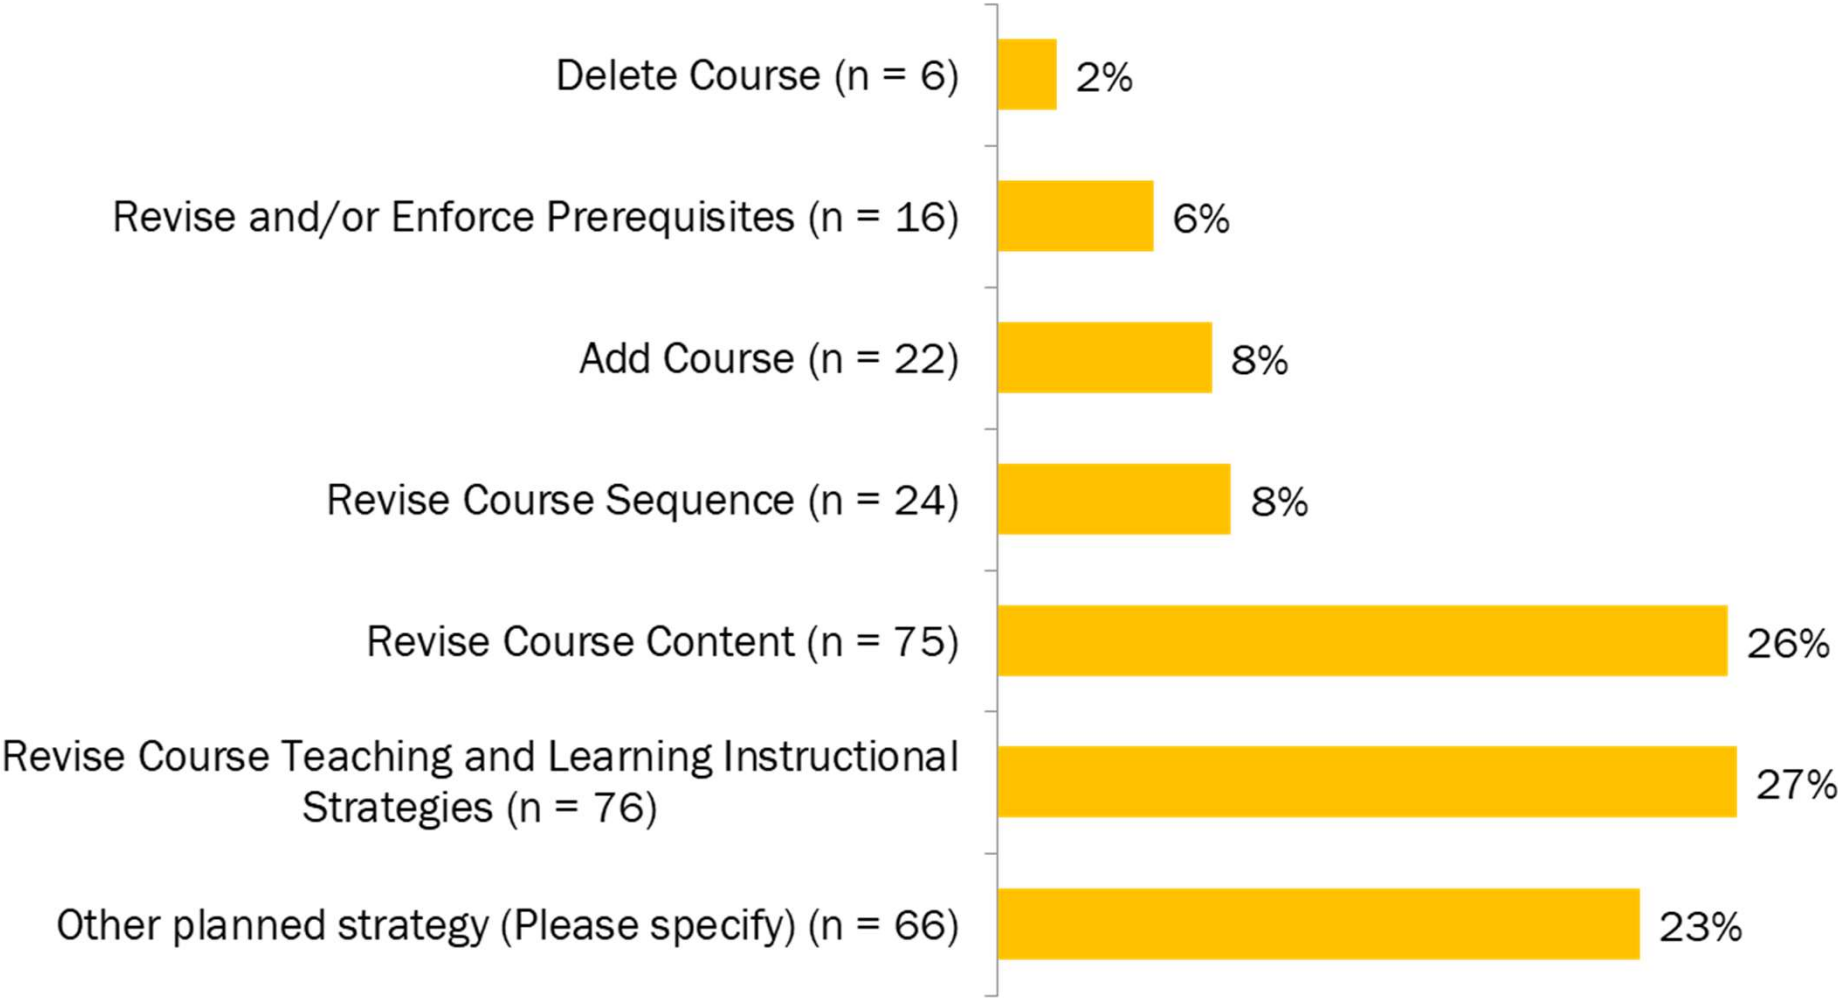 Delete Course (n = 6) 2%
Revise and/or Enforce Prerequisites (n = 16) 6%
Add Course (n = 22) 8%
Revise Course Sequence (n = 24) 8%
Revise Course Content (n = 75) 26%
Revise Course Teaching and Learning Instructional
Strategies (n = 76) 27%
Other planned strategy (Please specify) (n = 66) 23%